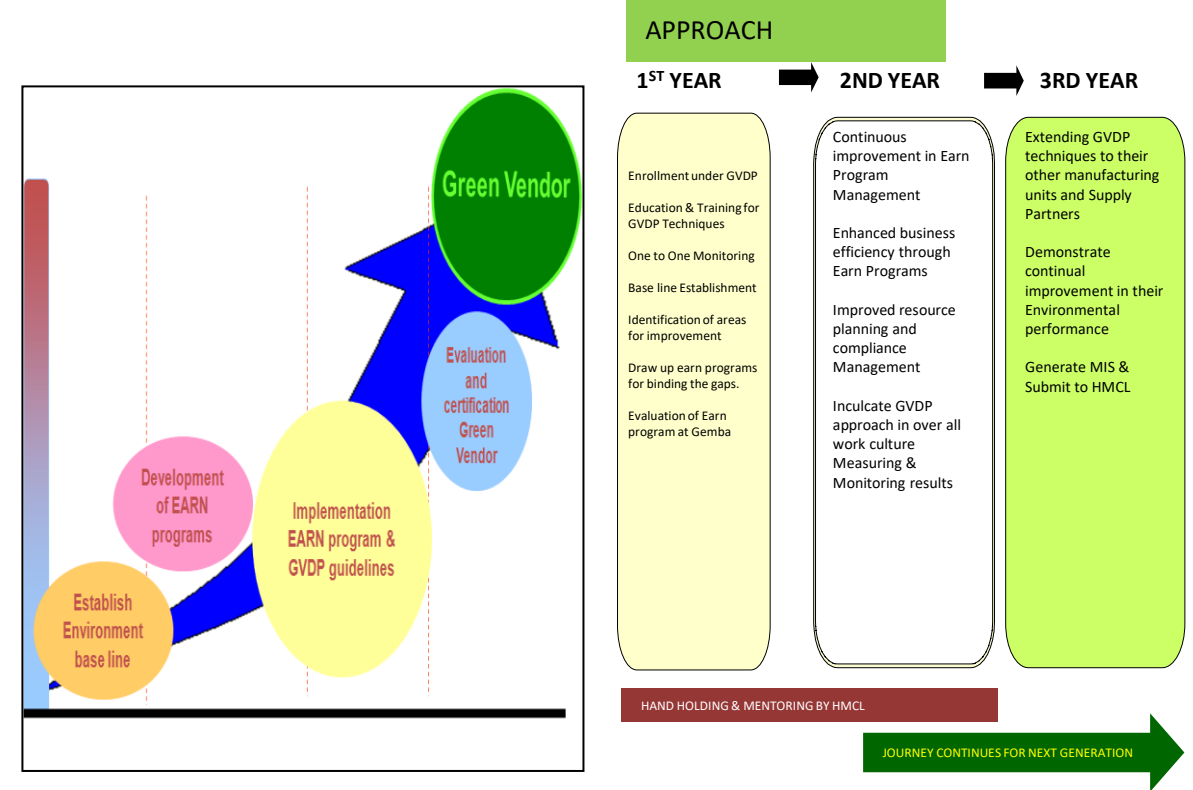 APPROACH
1ST YEAR
2ND YEAR
3RD YEAR
Green Vendor
Evaluation
and
certification
Green
Vendor
Implementation
EARN program &
GVDP guidelines
Development
of EARN
programs
Establish
Environment
base line
Enrollment under GVDP
Education & Training for
GVDP Techniques
One to One Monitoring
Base line Establishment
Identification of areas
for improvement
Draw up earn programs
for binding the gaps.
Evaluation of Earn
program at Gemba
Continuous
improvement in Earn
Program
Management
Enhanced business
efficiency through
Earn Programs
Improved resource
planning and
compliance
Management
Inculcate GVDP
approach in over all
work culture
Measuring &
Monitoring results
Extending GVDP
techniques to their
other manufacturing
units and Supply
Partners
Demonstrate
continual
improvement in their
Environmental
performance
Generate MIS &
Submit to HMCL
HAND HOLDING & MENTORING BY HMCL
JOURNEY CONTINUES FOR NEXT GENERATION